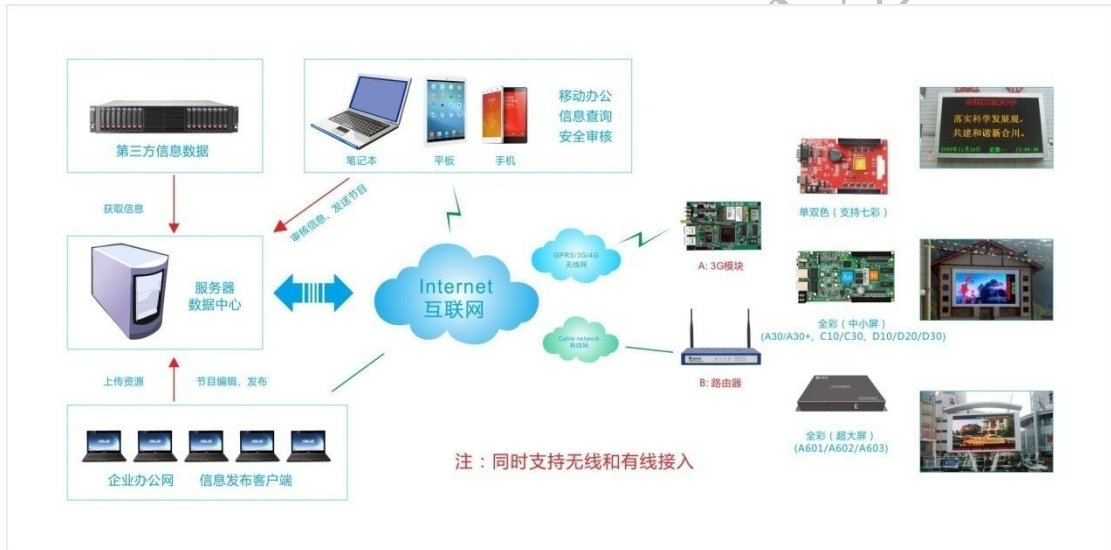 第三方信息数据
笔记本
平板
手机
移动办公
信息查询
安全审核
获取信息
审核信息、发送节目
服务器
数据中心
Internet
互联网
GPRS/3G/4G
无线网
Cable network
有线网
A: 3G模块
B: 路由器
单双色（支持七彩）
落实科学发展观，
共建和谐新合川。
全彩（中小屏）
(A30/A30+、C10/C30、D10/D20/D30)
全彩（超大屏）
(A601/A602/A603)
上传资源
节目编辑、发布
企业办公网
信息发布客户端
注：同时支持无线和有线接入